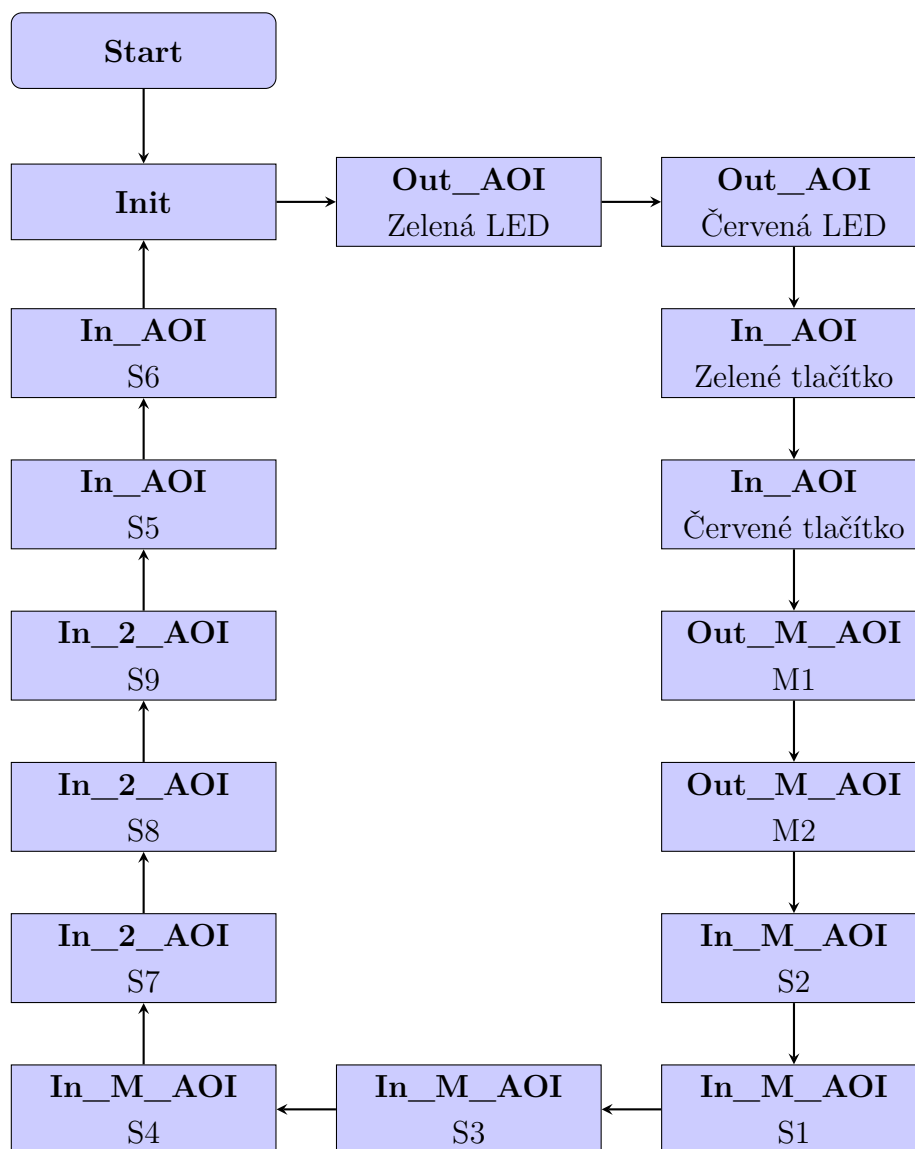 Start
Init
Out_AOI
Zelená LED
Out_AOI
Červená LED
In_AOI
Zelené tlačítko
In_AOI
Červené tlačítko
Out_M_AOI
M1
Out_M_AOI
M2
In_M_AOI
S2
In_M_AOI
S1
In_M_AOI
S3
In_M_AOI
S4
In_2_AOI
S7
In_2_AOI
S8
In_2_AOI
S9
In_AOI
S5
In_AOI
S6